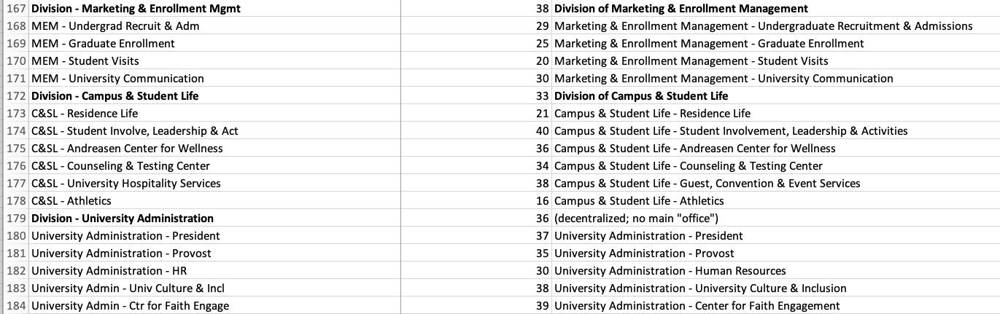 167 Division - Marketing & Enrollment Mgmt 38 Division of Marketing & Enrollment Management
168 MEM - Undergrad Recruit & Adm 29 Marketing & Enrollment Management - Undergraduate Recruitment & Admissions
169 MEM - Graduate Enrollment 25 Marketing & Enrollment Management - Graduate Enrollment
170 MEM - Student Visits 20 Marketing & Enrollment Management - Student Visits
171 MEM - University Communication 30 Marketing & Enrollment Management - University Communication
172 Division - Campus & Student Life 33 Division of Campus & Student Life
173 C&SL - Residence Life 21 Campus & Student Life - Residence Life
174 C&SL - Student Involve, Leadership & Act 40 Campus & Student Life - Student Involvement, Leadership & Activities
175 C&SL - Andreasen Center for Wellness 36 Campus & Student Life - Andreasen Center for Wellness
176 C&SL - Counseling & Testing Center 34 Campus & Student Life - Counseling & Testing Center
177 C&SL - University Hospitality Services 38 Campus & Student Life - Guest, Convention & Event Services
178 C&SL - Athletics 16 Campus & Student Life - Athletics
179 Division - University Administration 36 (decentralized; no main "office")
180 University Administration - President 37 University Administration - President
181 University Administration - Provost 35 University Administration - Provost
182 University Administration - HR 30 University Administration - Human Resources
183 University Admin - Univ Culture & Incl 38 University Administration - University Culture & Inclusion
184 University Admin - Ctr for Faith Engage 39 University Administration - Center for Faith Engagement